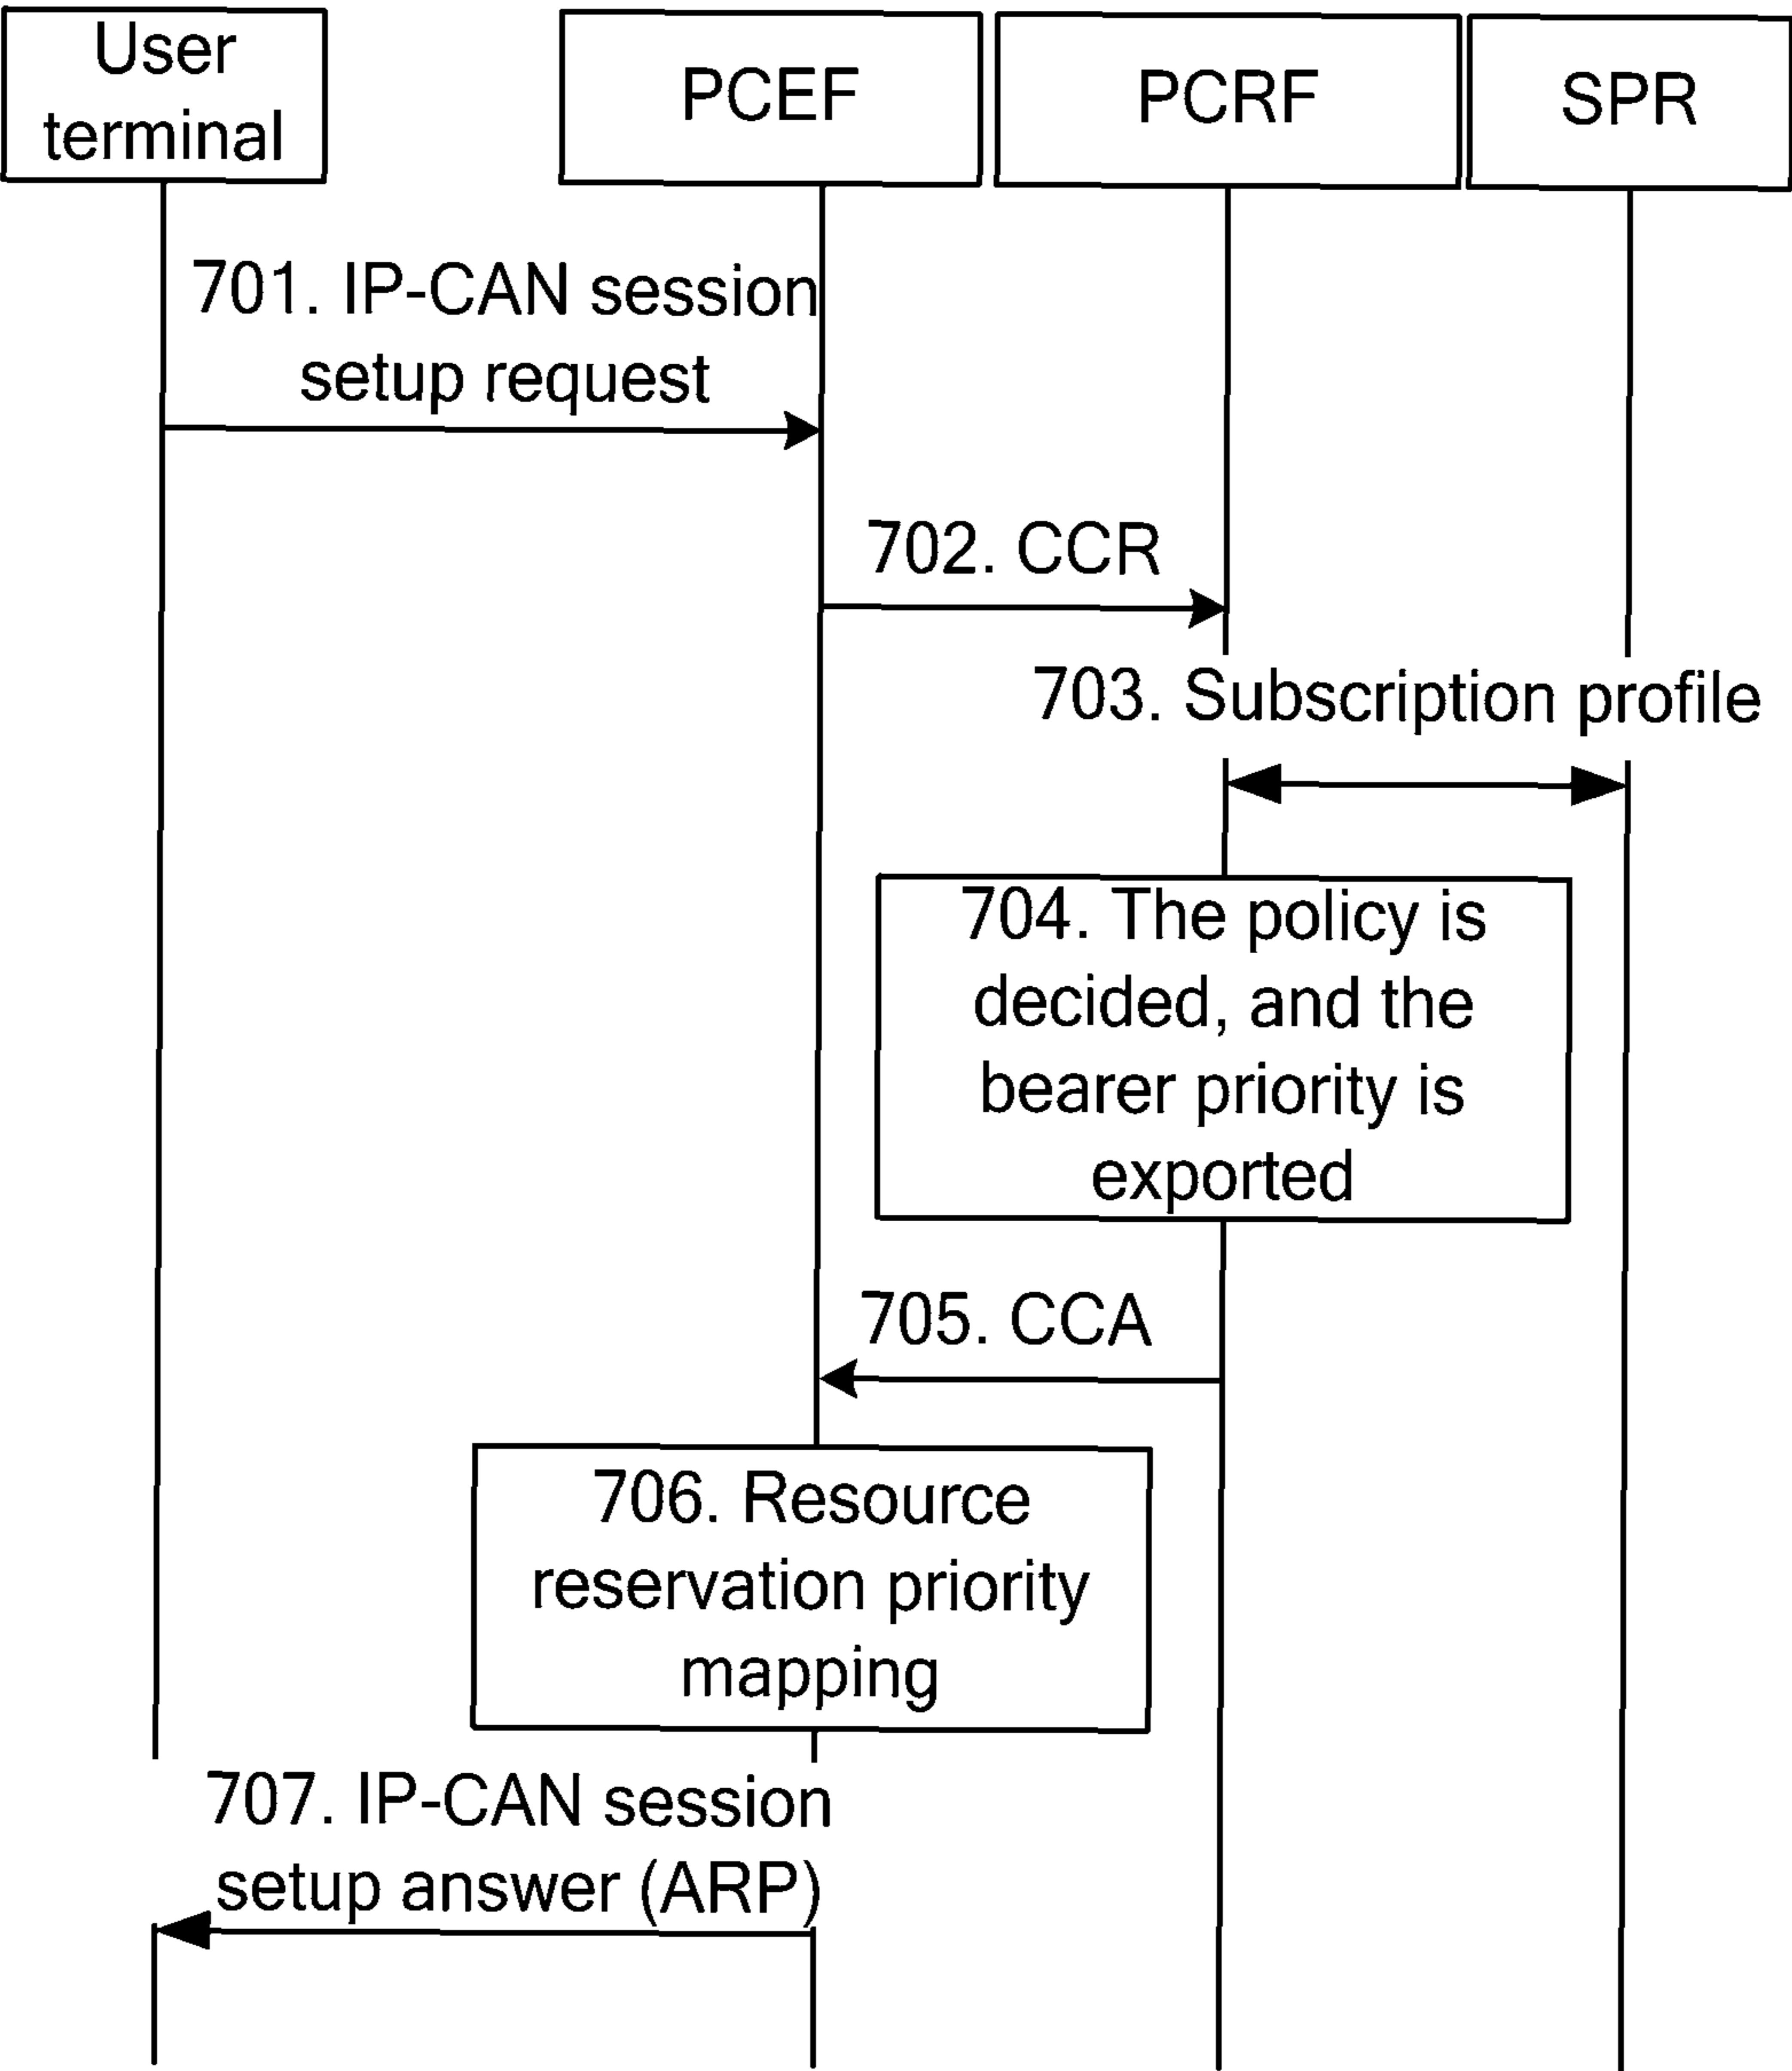 User
terminal
PCEF
PCRF
SPR
701. IP-CAN session
setup request
702. CCR
703. Subscription profile
704. The policy is
decided, and the
bearer priority is
exported
705. CCA
706. Resource
reservation priority
mapping
707. IP-CAN session
setup answer (ARP)